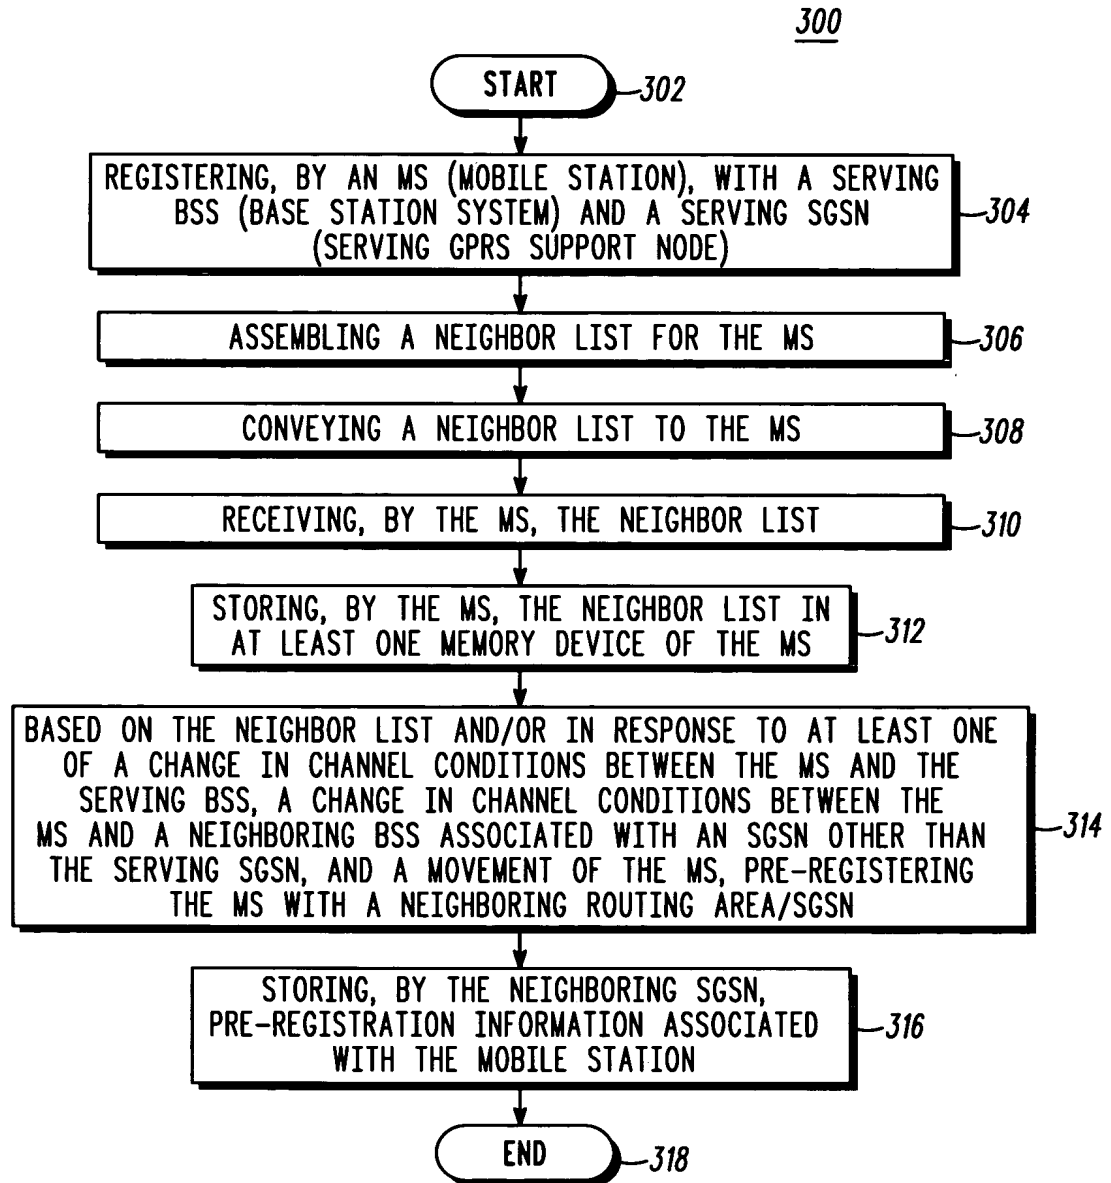 300
START
302
REGISTERING, BY AN MS (MOBILE STATION), WITH A SERVING
BSS (BASE STATION SYSTEM) AND A SERVING SGSN
(SERVING GPRS SUPPORT NODE)
304
ASSEMBLING A NEIGHBOR LIST FOR THE MS
306
CONVEYING A NEIGHBOR LIST TO THE MS
308
RECEIVING, BY THE MS, THE NEIGHBOR LIST
310
STORING, BY THE MS, THE NEIGHBOR LIST IN
AT LEAST ONE MEMORY DEVICE OF THE MS
312
BASED ON THE NEIGHBOR LIST AND/OR IN RESPONSE TO AT LEAST ONE
OF A CHANGE IN CHANNEL CONDITIONS BETWEEN THE MS AND THE
SERVING BSS, A CHANGE IN CHANNEL CONDITIONS BETWEEN THE
MS AND A NEIGHBORING BSS ASSOCIATED WITH AN SGSN OTHER THAN
THE SERVING SGSN, AND A MOVEMENT OF THE MS, PRE-REGISTERING
THE MS WITH A NEIGHBORING ROUTING AREA/SGSN
314
STORING, BY THE NEIGHBORING SGSN,
PRE-REGISTRATION INFORMATION ASSOCIATED
WITH THE MOBILE STATION
316
END
318